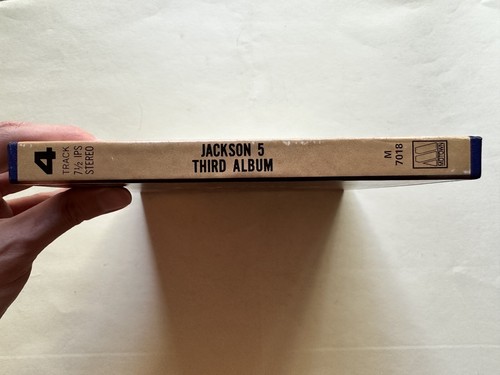 4
TRACK
7½ IPS
STEREO
JACKSON 5
THIRD ALBUM
M
7018